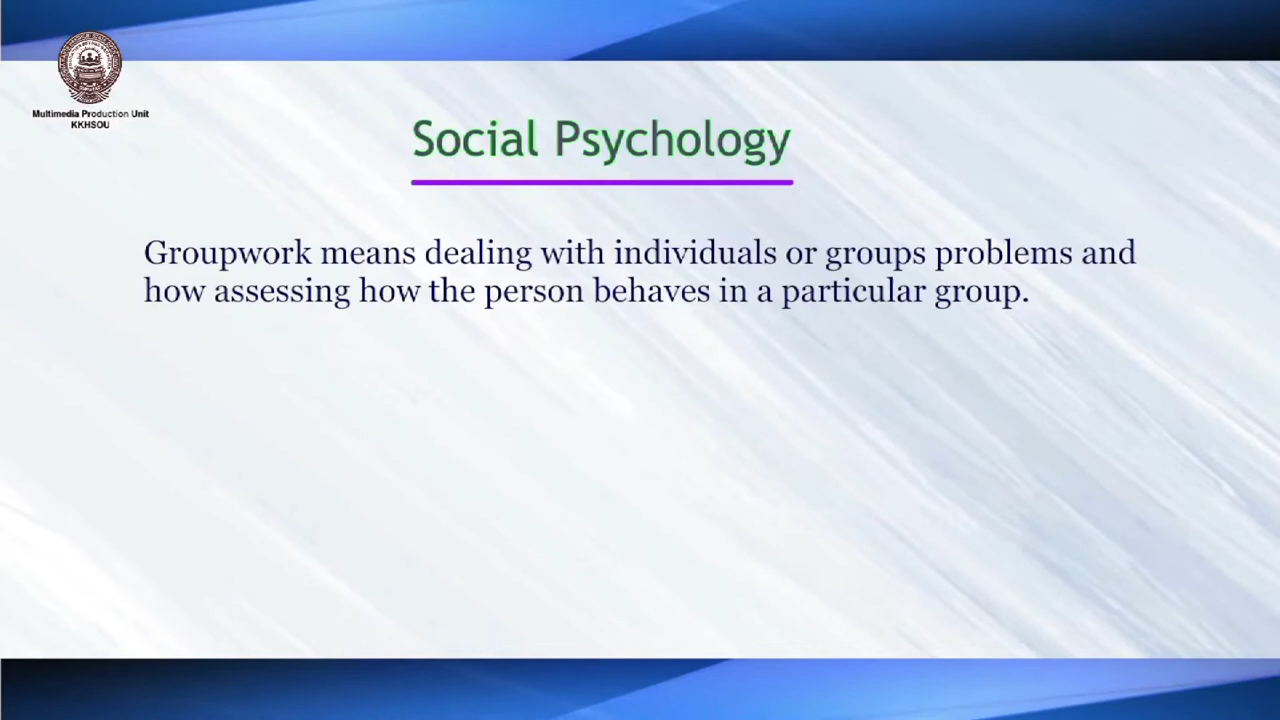 Multimedia Production Unit
KKHSOU
Social Psychology
Groupwork means dealing with individuals or groups problems and
how assessing how the person behaves in a particular group.